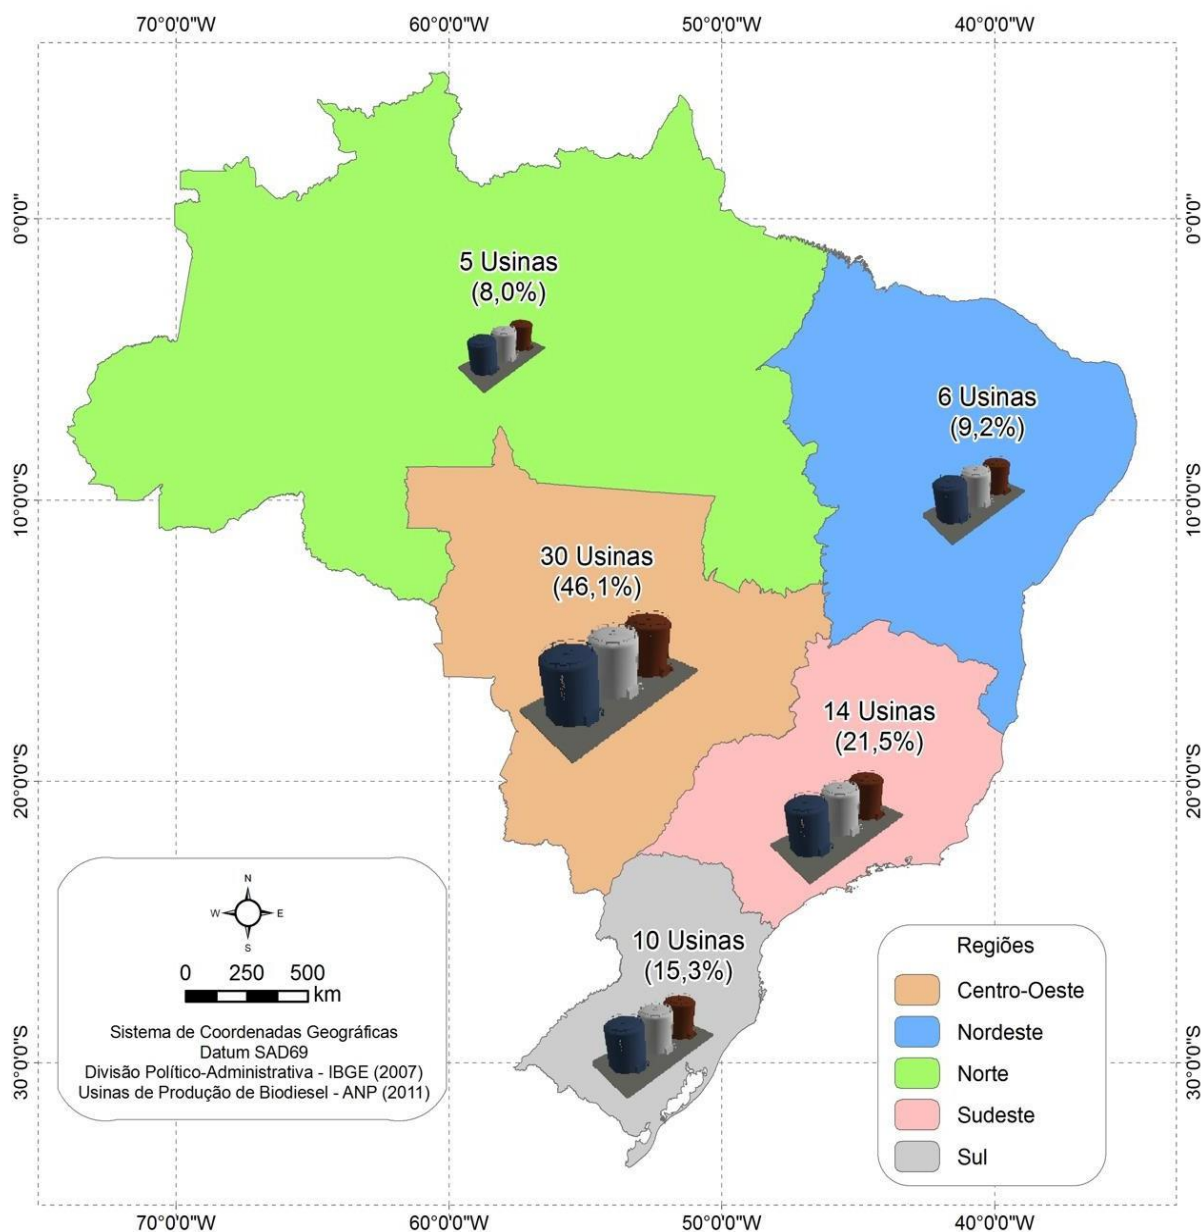 70°0'0"W 60°0'0"W 50°0'0"W 40°0'0"W
0°0'0"
0°0'0"
5 Usinas
(8,0%)
6 Usinas
(9,2%)
10°0'0"S
10°0'0"S
30 Usinas
(46,1%)
14 Usinas
(21,5%)
20°0'0"S
20°0'0"S
10 Usinas
(15,3%)
N
W E
S
0 250 500
km
Sistema de Coordenadas Geográficas
Datum SAD69
Divisão Político-Administrativa - IBGE (2007)
Usinas de Produção de Biodiesel - ANP (2011)
Regiões
Centro-Oeste
Nordeste
Norte
Sudeste
Sul
30°0'0"S
30°0'0"S
70°0'0"W 60°0'0"W 50°0'0"W 40°0'0"W